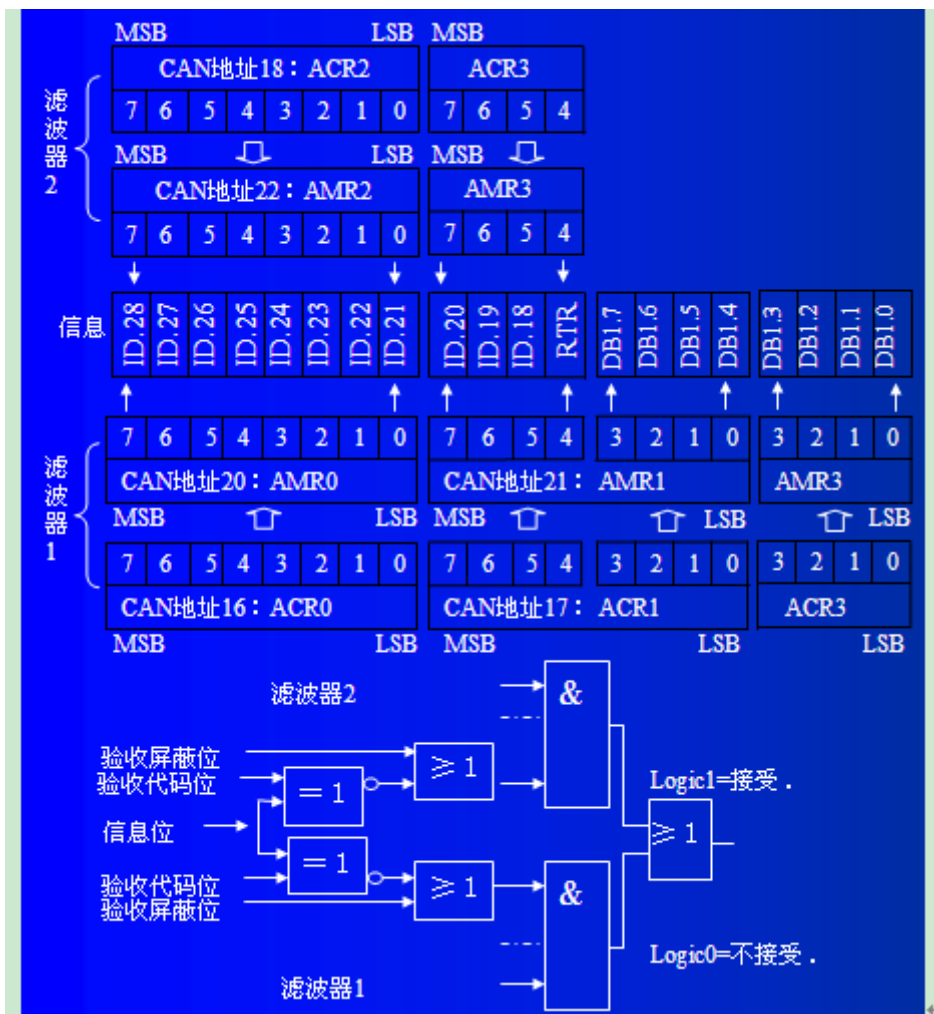 MSB LSB MSB
CAN地址18：ACR2 ACR3
7 6 5 4 3 2 1 0 7 6 5 4
滤波器2
MSB LSB MSB
CAN地址22：AMR2 AMR3
7 6 5 4 3 2 1 0 7 6 5 4
信息 ID.28 ID.27 ID.26 ID.25 ID.24 ID.23 ID.22 ID.21 ID.20 ID.19 ID.18 RTR DB1.7 DB1.6 DB1.5 DB1.4 DB1.3 DB1.2 DB1.1 DB1.0
7 6 5 4 3 2 1 0 7 6 5 4 3 2 1 0 3 2 1 0
CAN地址20：AMR0 CAN地址21：AMR1 AMR3
滤波器1
MSB LSB MSB LSB LSB
7 6 5 4 3 2 1 0 7 6 5 4 3 2 1 0 3 2 1 0
CAN地址16：ACR0 CAN地址17：ACR1 ACR3
MSB LSB MSB LSB LSB
滤波器2
&
验收屏蔽位
≥1
验收代码位
=1
Logic1=接受.
信息位
≥1
=1
验收代码位
≥1
&
验收屏蔽位
Logic0=不接受.
滤波器1